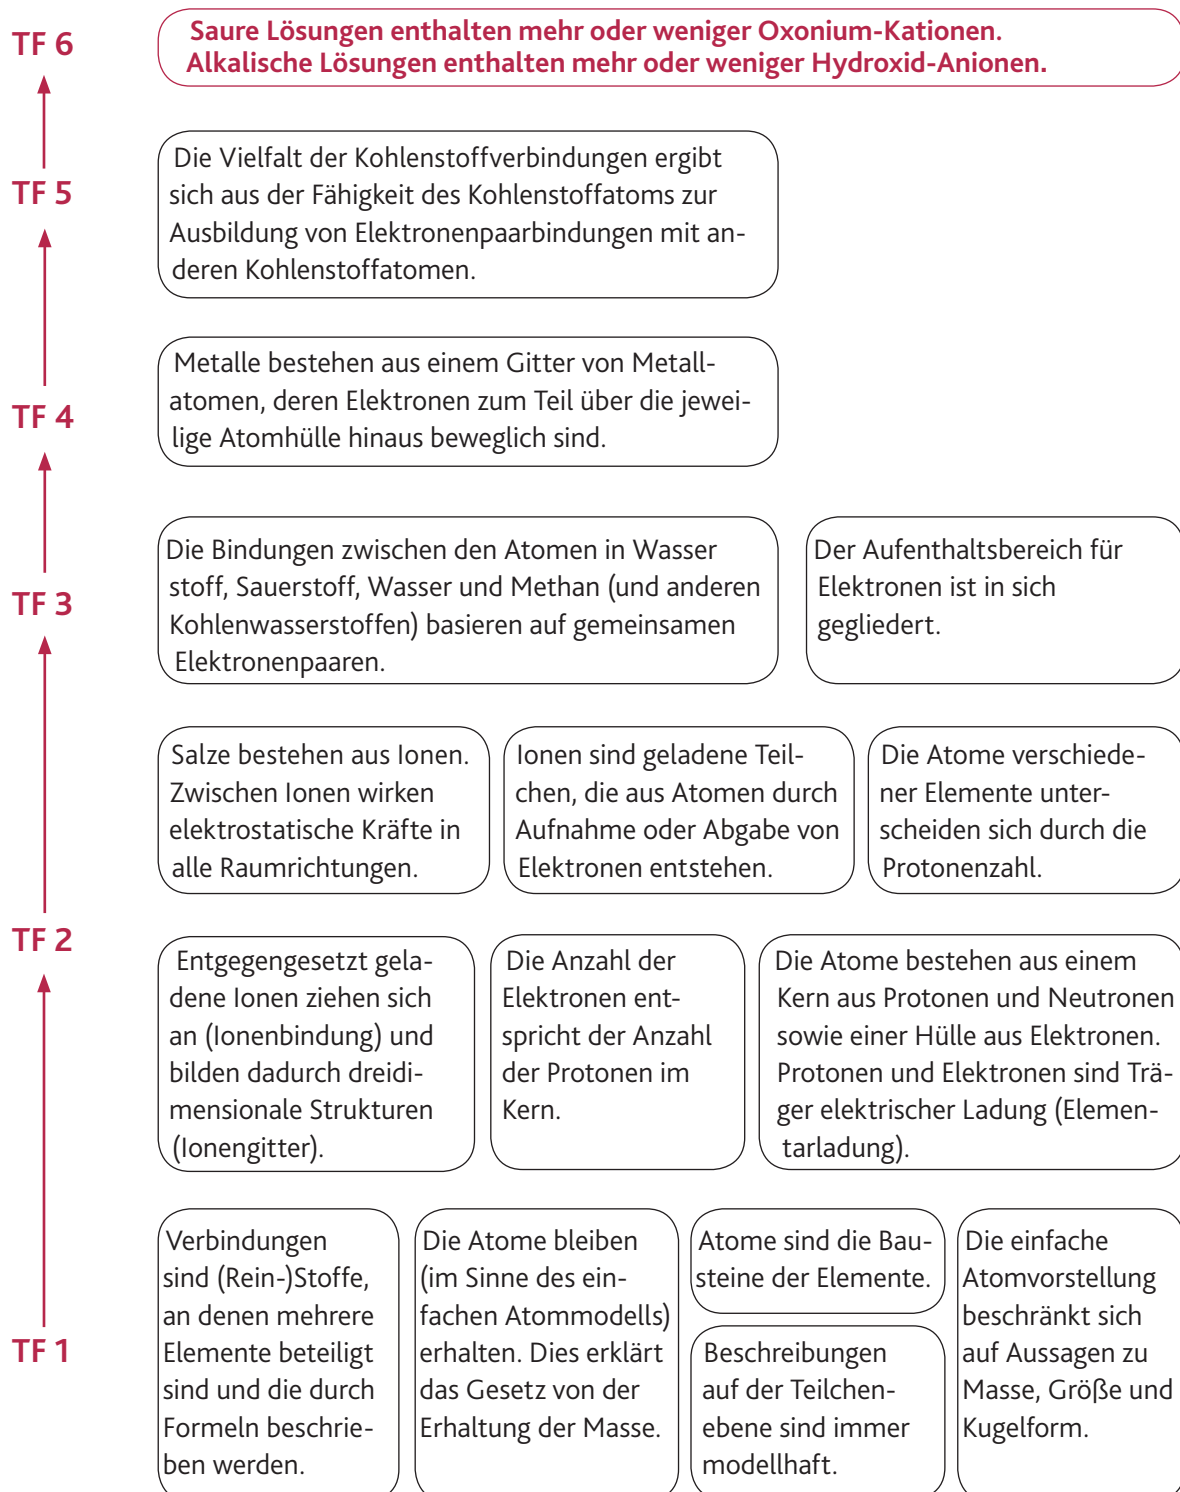 TF 6
Saure Lösungen enthalten mehr oder weniger Oxonium-Kationen.
Alkalische Lösungen enthalten mehr oder weniger Hydroxid-Anionen.
TF 5
Die Vielfalt der Kohlenstoffverbindungen ergibt
sich aus der Fähigkeit des Kohlenstoffatoms zur
Ausbildung von Elektronenpaarbindungen mit an-
deren Kohlenstoffatomen.
TF 4
Metalle bestehen aus einem Gitter von Metall-
atomen, deren Elektronen zum Teil über die jewei-
lige Atomhülle hinaus beweglich sind.
TF 3
Die Bindungen zwischen den Atomen in Wasser
stoff, Sauerstoff, Wasser und Methan (und anderen
Kohlenwasserstoffen) basieren auf gemeinsamen
Elektronenpaaren.
Der Aufenthaltsbereich für
Elektronen ist in sich
gegliedert.
Salze bestehen aus Ionen.
Zwischen Ionen wirken
elektrostatische Kräfte in
alle Raumrichtungen.
Ionen sind geladene Teil-
chen, die aus Atomen durch
Aufnahme oder Abgabe von
Elektronen entstehen.
Die Atome verschiede-
ner Elemente unter-
scheiden sich durch die
Protonenzahl.
TF 2
Entgegengesetzt gela-
dene Ionen ziehen sich
an (Ionenbindung) und
bilden dadurch dreidi-
mensionale Strukturen
(Ionengitter).
Die Anzahl der
Elektronen ent-
spricht der Anzahl
der Protonen im
Kern.
Die Atome bestehen aus einem
Kern aus Protonen und Neutronen
sowie einer Hülle aus Elektronen.
Protonen und Elektronen sind Trä-
ger elektrischer Ladung (Elemen-
tarladung).
TF 1
Verbindungen
sind (Rein-)Stoffe,
an denen mehrere
Elemente beteiligt
sind und die durch
Formeln beschrie-
ben werden.
Die Atome bleiben
(im Sinne des ein-
fachen Atommodells)
erhalten. Dies erklärt
das Gesetz von der
Erhaltung der Masse.
Atome sind die Bau-
steine der Elemente.
Beschreibungen
auf der Teilchen-
ebene sind immer
modellhaft.
Die einfache
Atomvorstellung
beschränkt sich
auf Aussagen zu
Masse, Größe und
Kugelform.